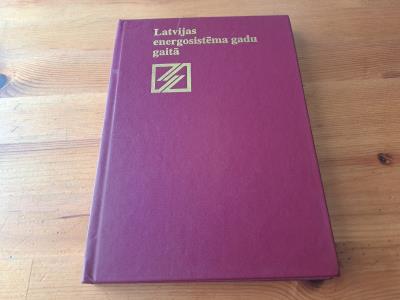 Latvijas
energosistēma gadu
gaitā